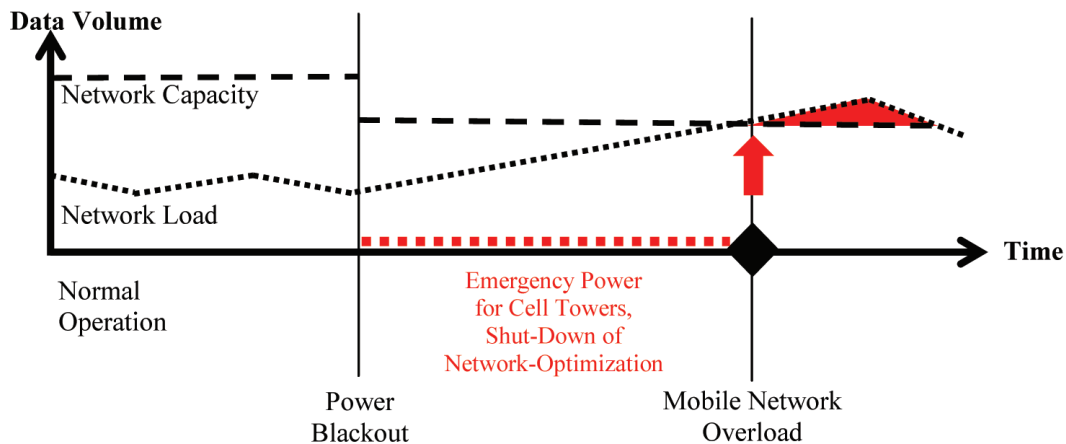 Data Volume
Network Capacity
Network Load
Time
Normal
Operation
Emergency Power
for Cell Towers,
Shut-Down of
Network-Optimization
Power
Blackout
Mobile Network
Overload